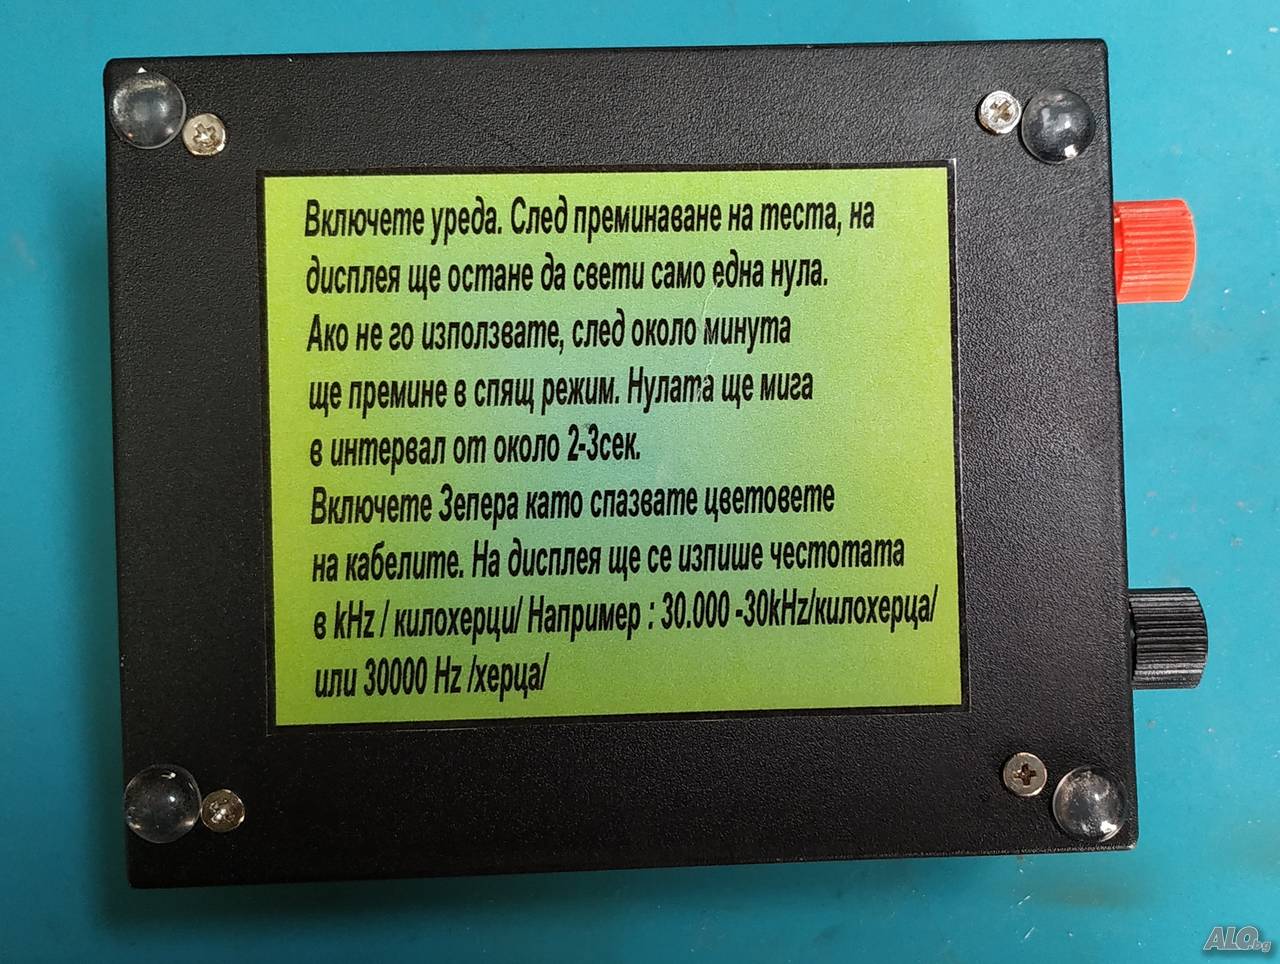 Включете уреда. След преминаване на теста, на
дисплея ще остане да свети само една нула.
Ако не го използвате, след около минута
ще премине в спящ режим. Нулата ще мига
в интервал от около 2-3сек.
Включете Зепера като спазвате цветовете
на кабелите. На дисплея ще се изпише честотата
в kHz / килохерци/ Например : 30.000 -30kHz/килохерца/
или 30000 Hz /херца/
ALO.bg